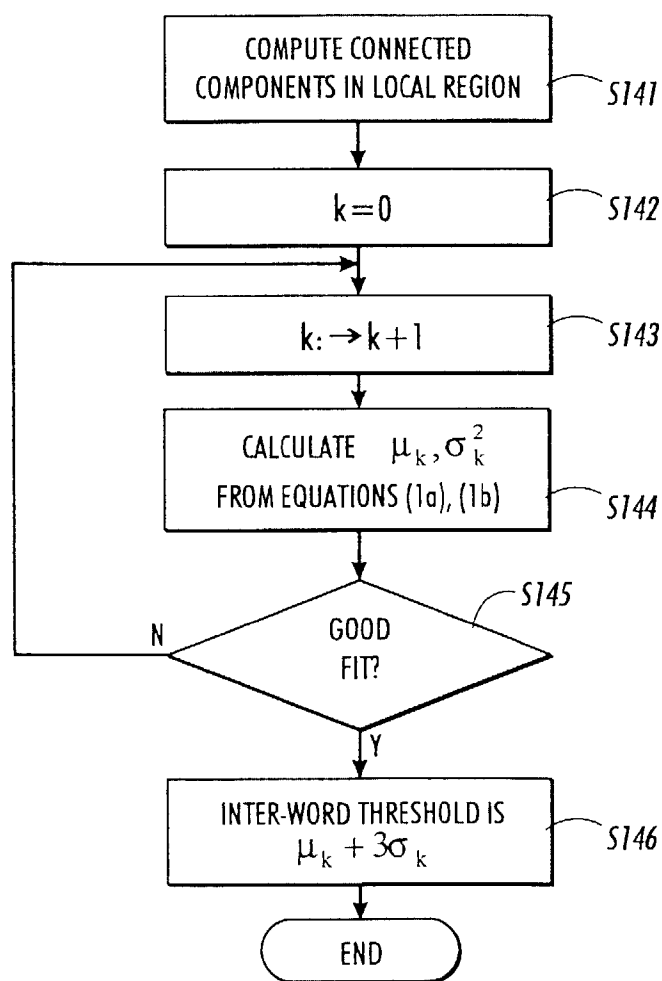 COMPUTE CONNECTED
COMPONENTS IN LOCAL REGION
S141
k=0
S142
k:→k+1
S143
CALCULATE μₖ,σₖ²
FROM EQUATIONS (1a), (1b)
S144
S145
GOOD
FIT?
N
Y
INTER-WORD THRESHOLD IS
μₖ + 3σₖ
S146
END